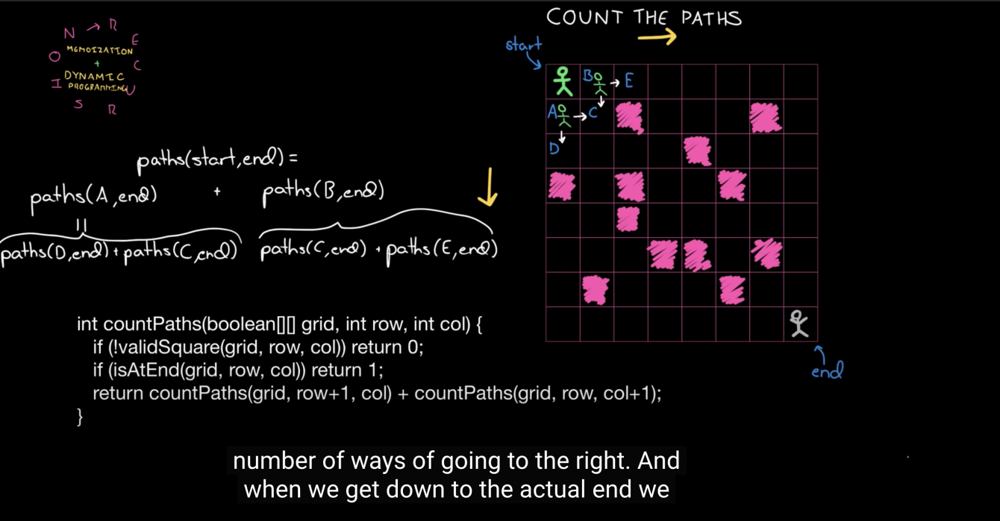 COUNT THE PATHS
start
N → R E C U R S I O N
MEMOIZATION
+
DYNAMIC
PROGRAMMING
B → E
A → C
D
paths(start,end) =
paths(A,end) + paths(B,end)
||
paths(D,end) + paths(C,end) paths(C,end) + paths(E,end)
int countPaths(boolean[][] grid, int row, int col) {
if (!validSquare(grid, row, col)) return 0;
if (isAtEnd(grid, row, col)) return 1;
return countPaths(grid, row+1, col) + countPaths(grid, row, col+1);
}
end
number of ways of going to the right. And
when we get down to the actual end we